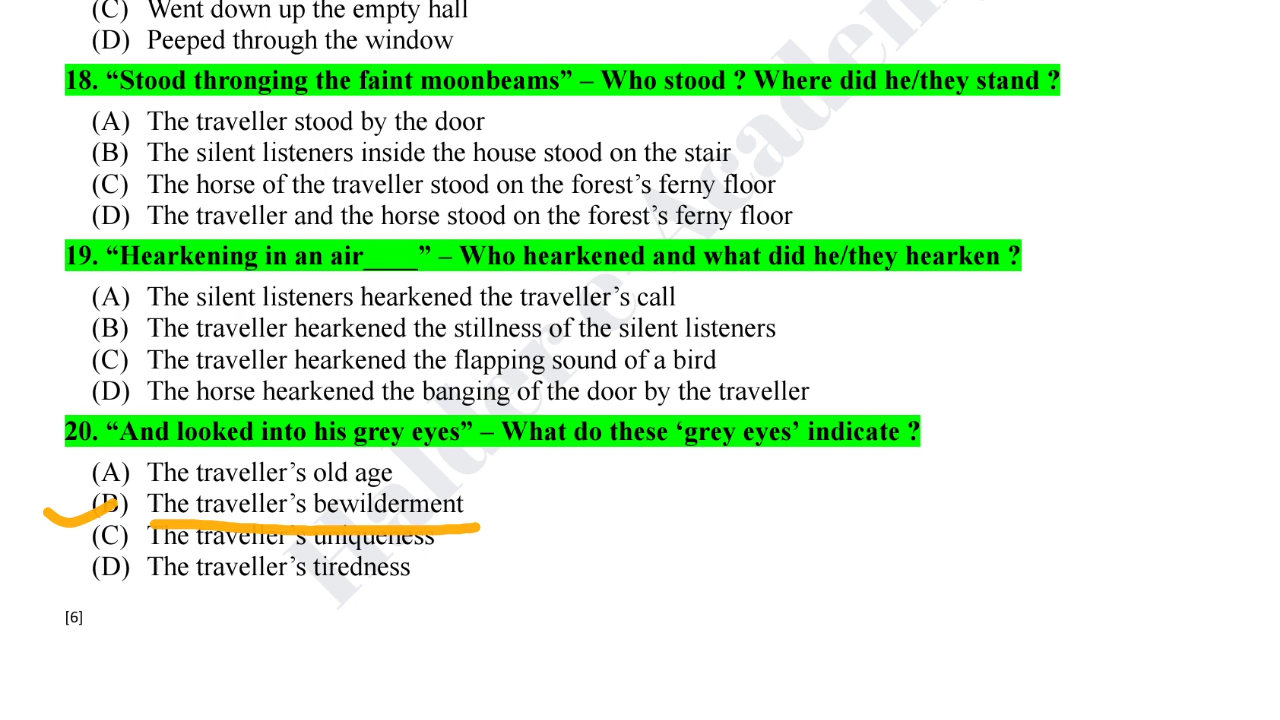 (C) Went down up the empty hall
(D) Peeped through the window
18. “Stood thronging the faint moonbeams” – Who stood ? Where did he/they stand ?
(A) The traveller stood by the door
(B) The silent listeners inside the house stood on the stair
(C) The horse of the traveller stood on the forest’s ferny floor
(D) The traveller and the horse stood on the forest’s ferny floor
19. “Hearkening in an air____” – Who hearkened and what did he/they hearken ?
(A) The silent listeners hearkened the traveller’s call
(B) The traveller hearkened the stillness of the silent listeners
(C) The traveller hearkened the flapping sound of a bird
(D) The horse hearkened the banging of the door by the traveller
20. “And looked into his grey eyes” – What do these ‘grey eyes’ indicate ?
(A) The traveller’s old age
(B) The traveller’s bewilderment
(C) The traveller’s uniqueness
(D) The traveller’s tiredness
[6]